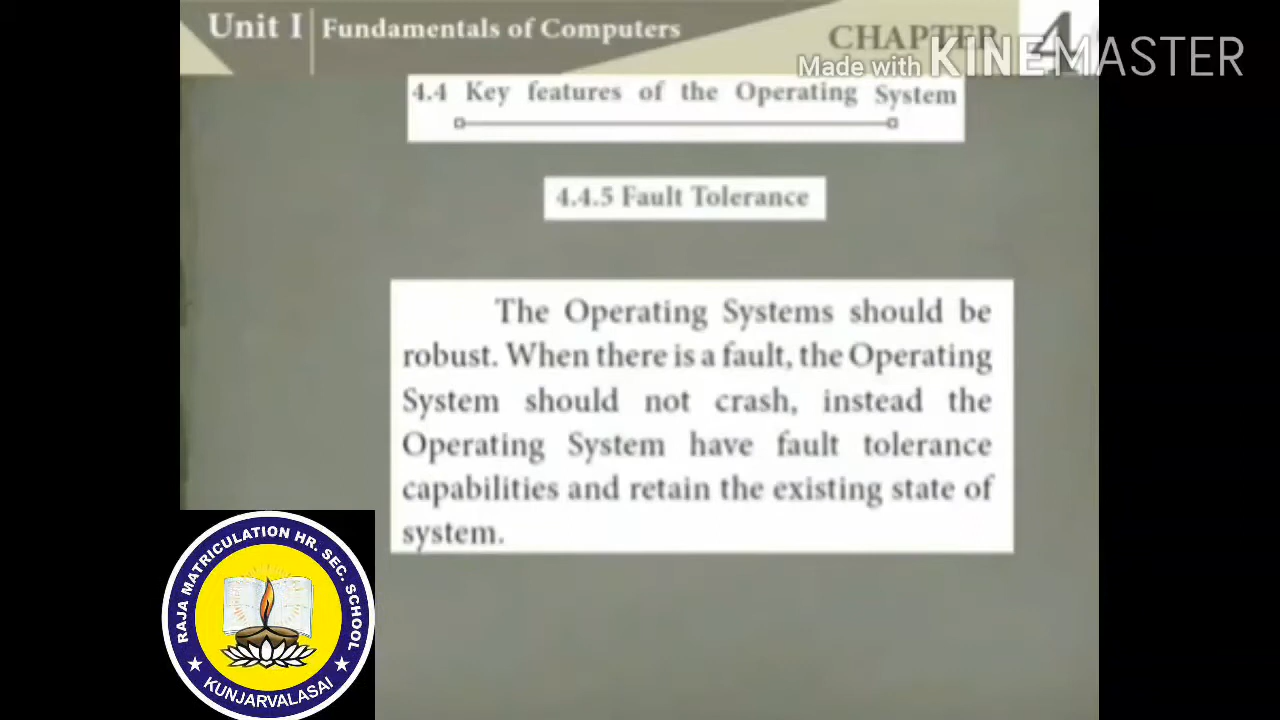 Unit I Fundamentals of Computers
CHAPTER 4
Made with KINEMASTER
4.4 Key features of the Operating System
4.4.5 Fault Tolerance
The Operating Systems should be
robust. When there is a fault, the Operating
System should not crash, instead the
Operating System have fault tolerance
capabilities and retain the existing state of
system.
RAJA MATRICULATION HR. SEC. SCHOOL
KUNJARVALASAI